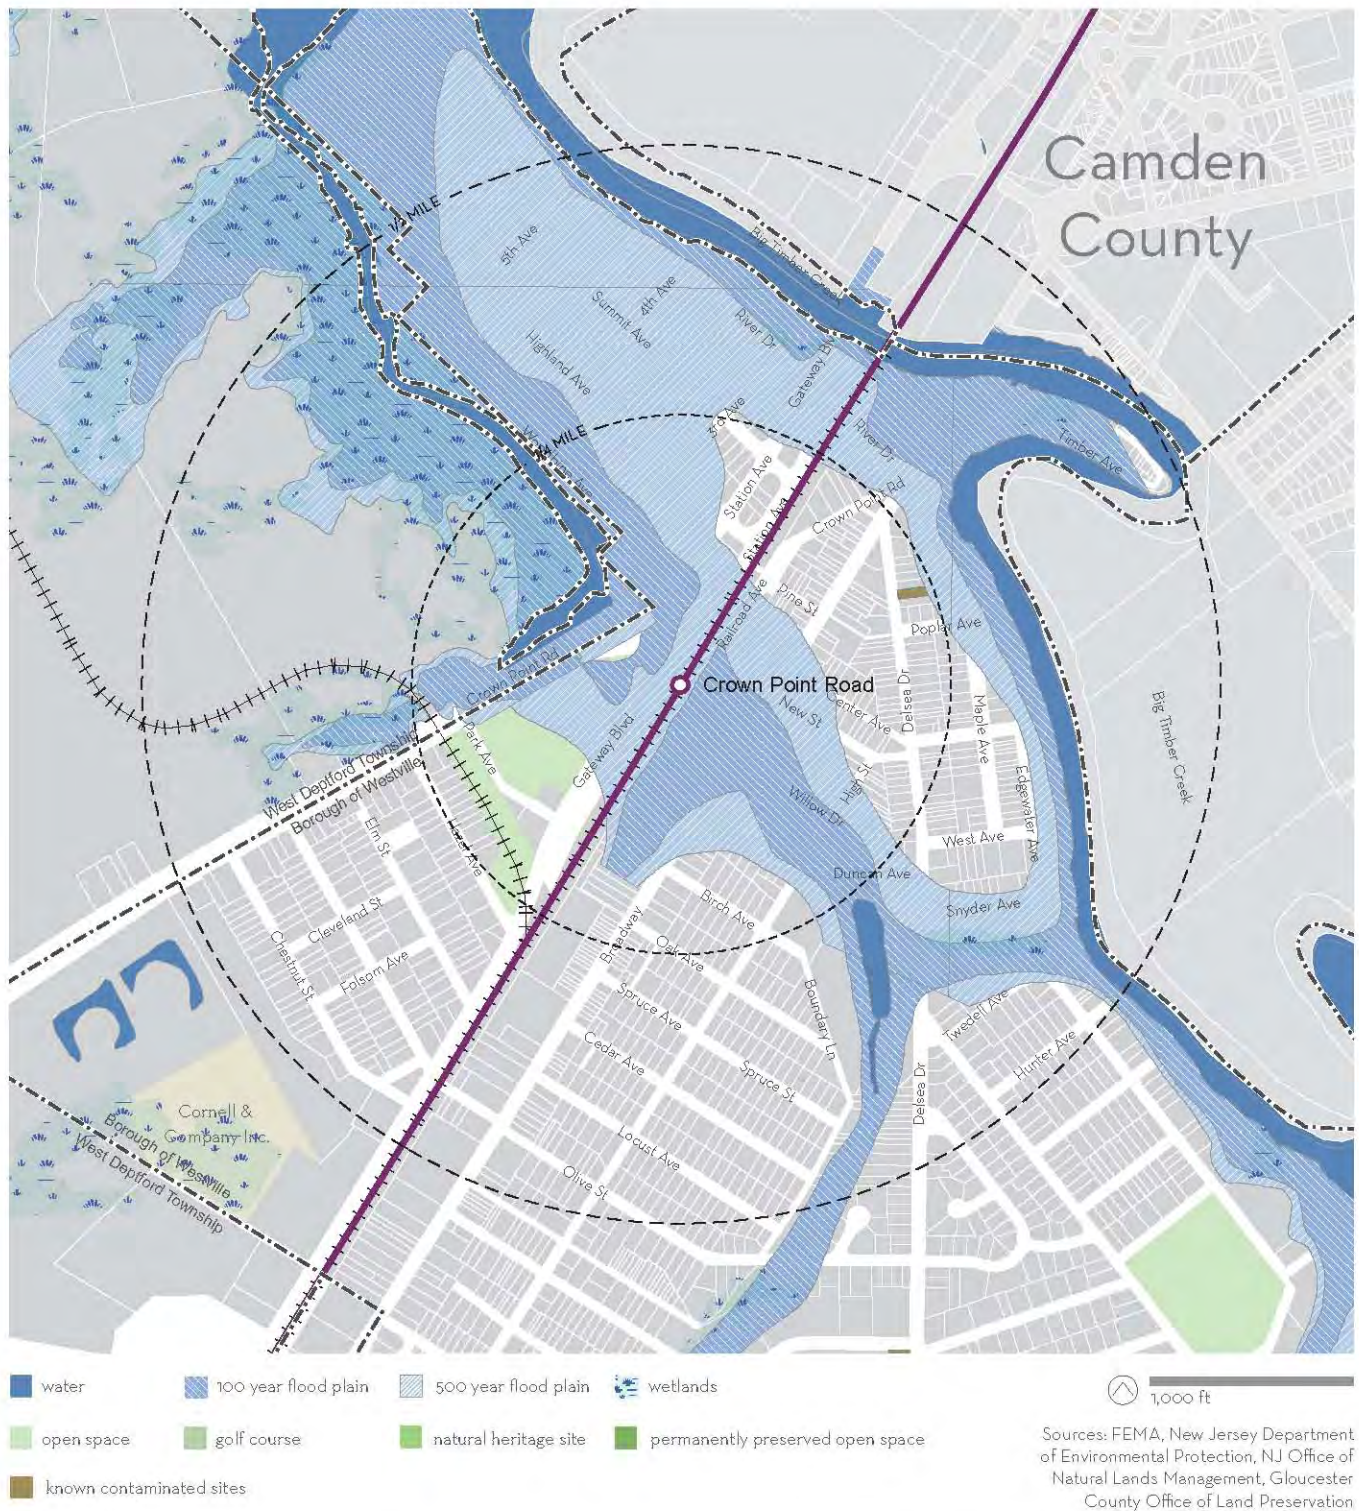 Camden
County
1/2 MILE
5th Ave
4th Ave
Summit Ave
Highland Ave
River Dr
Big Timber Creek
Gateway Blvd
1/4 MILE
3rd Ave
River Dr
Timber Ave
Station Ave
Station Ave
Crown Point Rd
Pine St
Railroad Ave
Poplar Ave
Crown Point Rd
Crown Point Road
New St
Center Ave
Delsea Dr
Maple Ave
Big Timber Creek
Park Ave
Gateway Blvd
West Deptford Township
Borough of Westville
High St
Edgewater Ave
Willow Dr
Elm St
West Ave
Duncan Ave
Birch Ave
Snyder Ave
Cleveland St
Broadway
Oak Ave
Chestnut St
Folsom Ave
Spruce Ave
Boundary Ln
Twedell Ave
Cedar Ave
Spruce St
Hunter Ave
Delsea Dr
Cornell &
Company Inc.
Borough of Westville
West Deptford Township
Locust Ave
Olive St
water
100 year flood plain
500 year flood plain
wetlands
1,000 ft
open space
golf course
natural heritage site
permanently preserved open space
known contaminated sites
Sources: FEMA, New Jersey Department
of Environmental Protection, NJ Office of
Natural Lands Management, Gloucester
County Office of Land Preservation